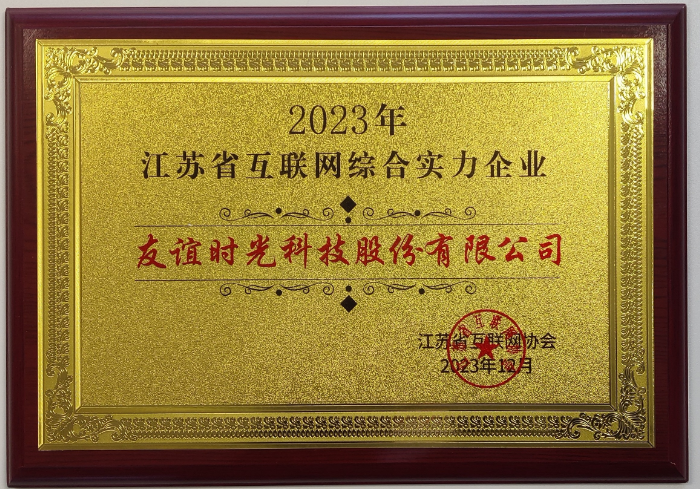 2023年
江苏省互联网综合实力企业
友谊时光科技股份有限公司
江苏省互联网协会
2023年12月